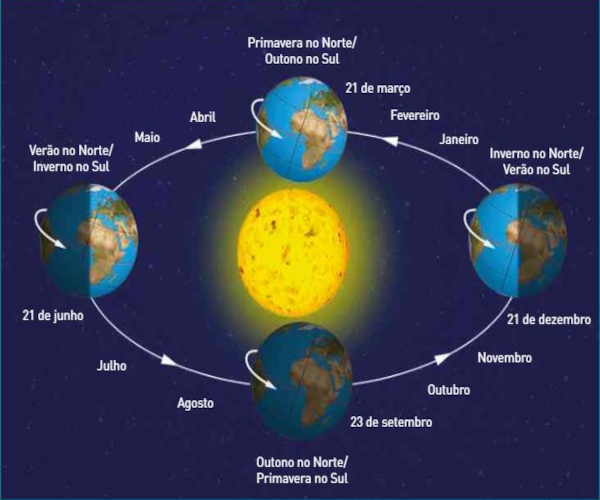 Primavera no Norte/
Outono no Sul
21 de março
Abril
Fevereiro
Maio
Janeiro
Verão no Norte/
Inverno no Sul
Inverno no Norte/
Verão no Sul
21 de junho
21 de dezembro
Julho
Novembro
Agosto
Outubro
23 de setembro
Outono no Norte/
Primavera no Sul